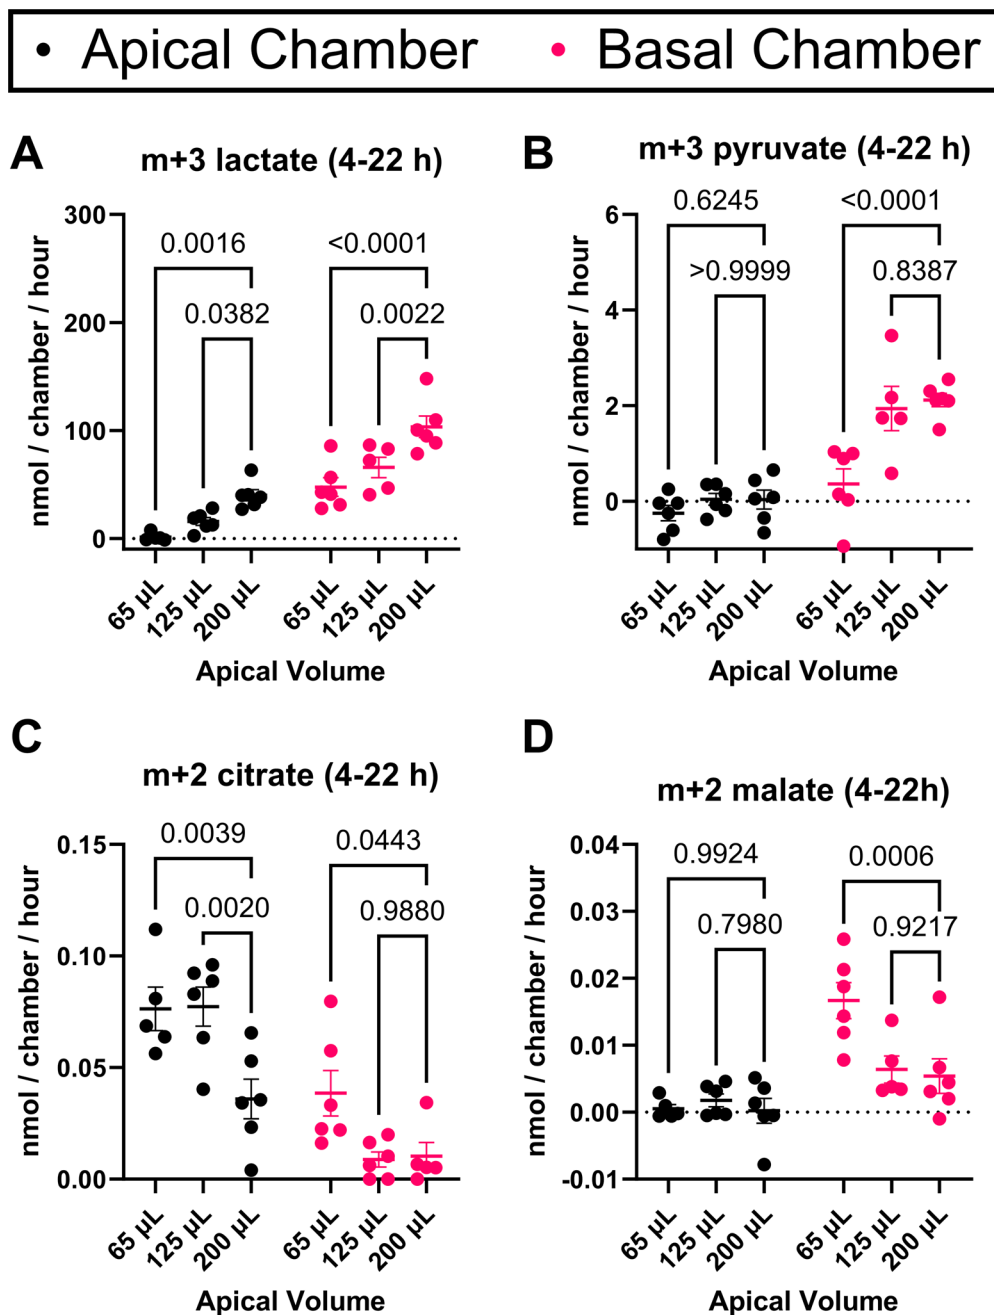 Apical Chamber
Basal Chamber
A
m+3 lactate (4-22 h)
nmol / chamber / hour
300
200
100
0
0.0016
0.0382
<0.0001
0.0022
65 µL
125 µL
200 µL
65 µL
125 µL
200 µL
Apical Volume
B
m+3 pyruvate (4-22 h)
nmol / chamber / hour
6
4
2
0
0.6245
>0.9999
<0.0001
0.8387
65 µL
125 µL
200 µL
65 µL
125 µL
200 µL
Apical Volume
C
m+2 citrate (4-22 h)
nmol / chamber / hour
0.15
0.10
0.05
0.00
0.0039
0.0020
0.0443
0.9880
65 µL
125 µL
200 µL
65 µL
125 µL
200 µL
Apical Volume
D
m+2 malate (4-22h)
nmol / chamber / hour
0.04
0.03
0.02
0.01
0.00
-0.01
0.9924
0.7980
0.0006
0.9217
65 µL
125 µL
200 µL
65 µL
125 µL
200 µL
Apical Volume